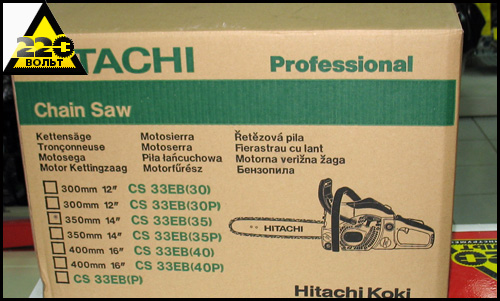 220
ВОЛЬТ
HITACHI
Professional
Chain Saw
Kettensäge Motosierra Řetězová pila
Tronçonneuse Motoserra Fierastrau cu lant
Motosega Piła łańcuchowa Motorna verižna žaga
Motor Kettingzaag Motorfűrész Бензопила
300mm 12" CS 33EB(30)
300mm 12" CS 33EB(30P)
350mm 14" CS 33EB(35)
350mm 14" CS 33EB(35P)
400mm 16" CS 33EB(40)
400mm 16" CS 33EB(40P)
CS 33EB(P)
HITACHI
Hitachi Koki